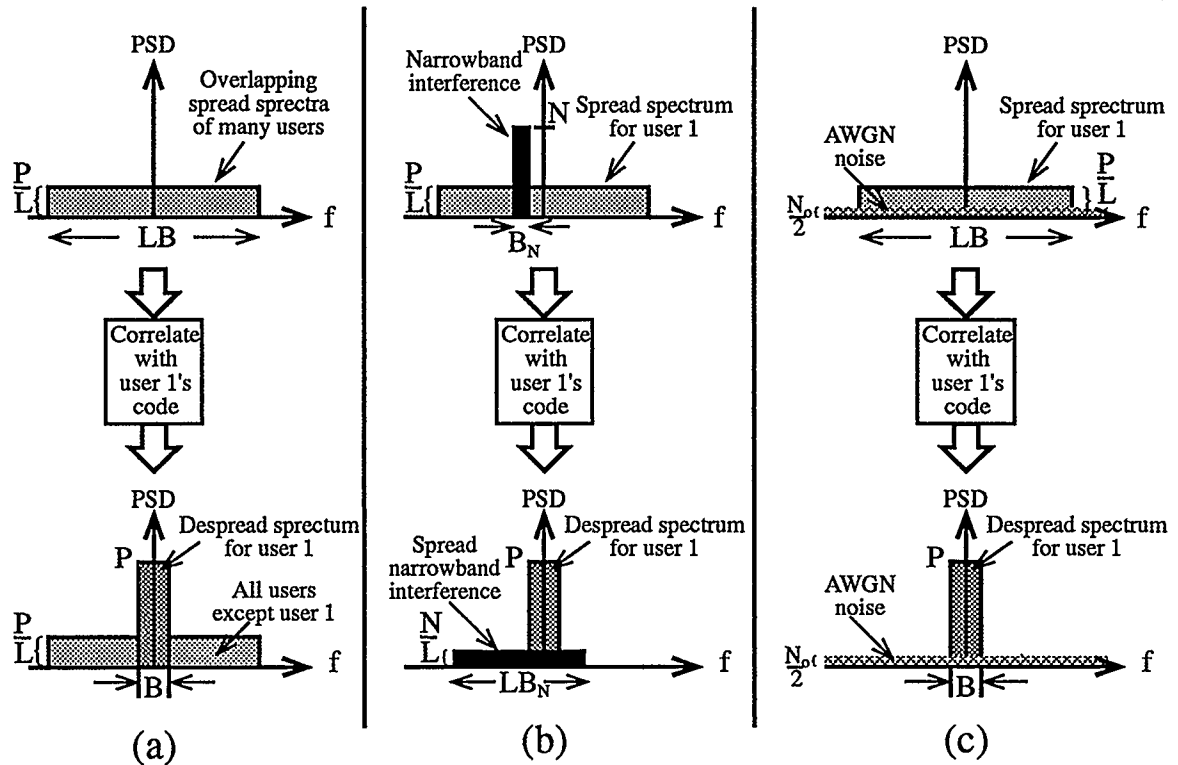 PSD
Overlapping
spread sprectra
of many users
P
L{
f
LB
Correlate
with
user 1's
code
PSD
Despread sprectum
for user 1
P
All users
except user 1
P
L{
f
B
(a)
PSD
Narrowband
interference
N
Spread spectrum
for user 1
P
L{
f
B_N
Correlate
with
user 1's
code
PSD
Despread spectrum
for user 1
P
Spread
narrowband
interference
N
L{
f
LB_N
(b)
PSD
Spread sprectrum
for user 1
AWGN
noise
P
}L
N_o{
2
f
LB
Correlate
with
user 1's
code
PSD
Despread spectrum
for user 1
P
AWGN
noise
N_o{
2
f
B
(c)